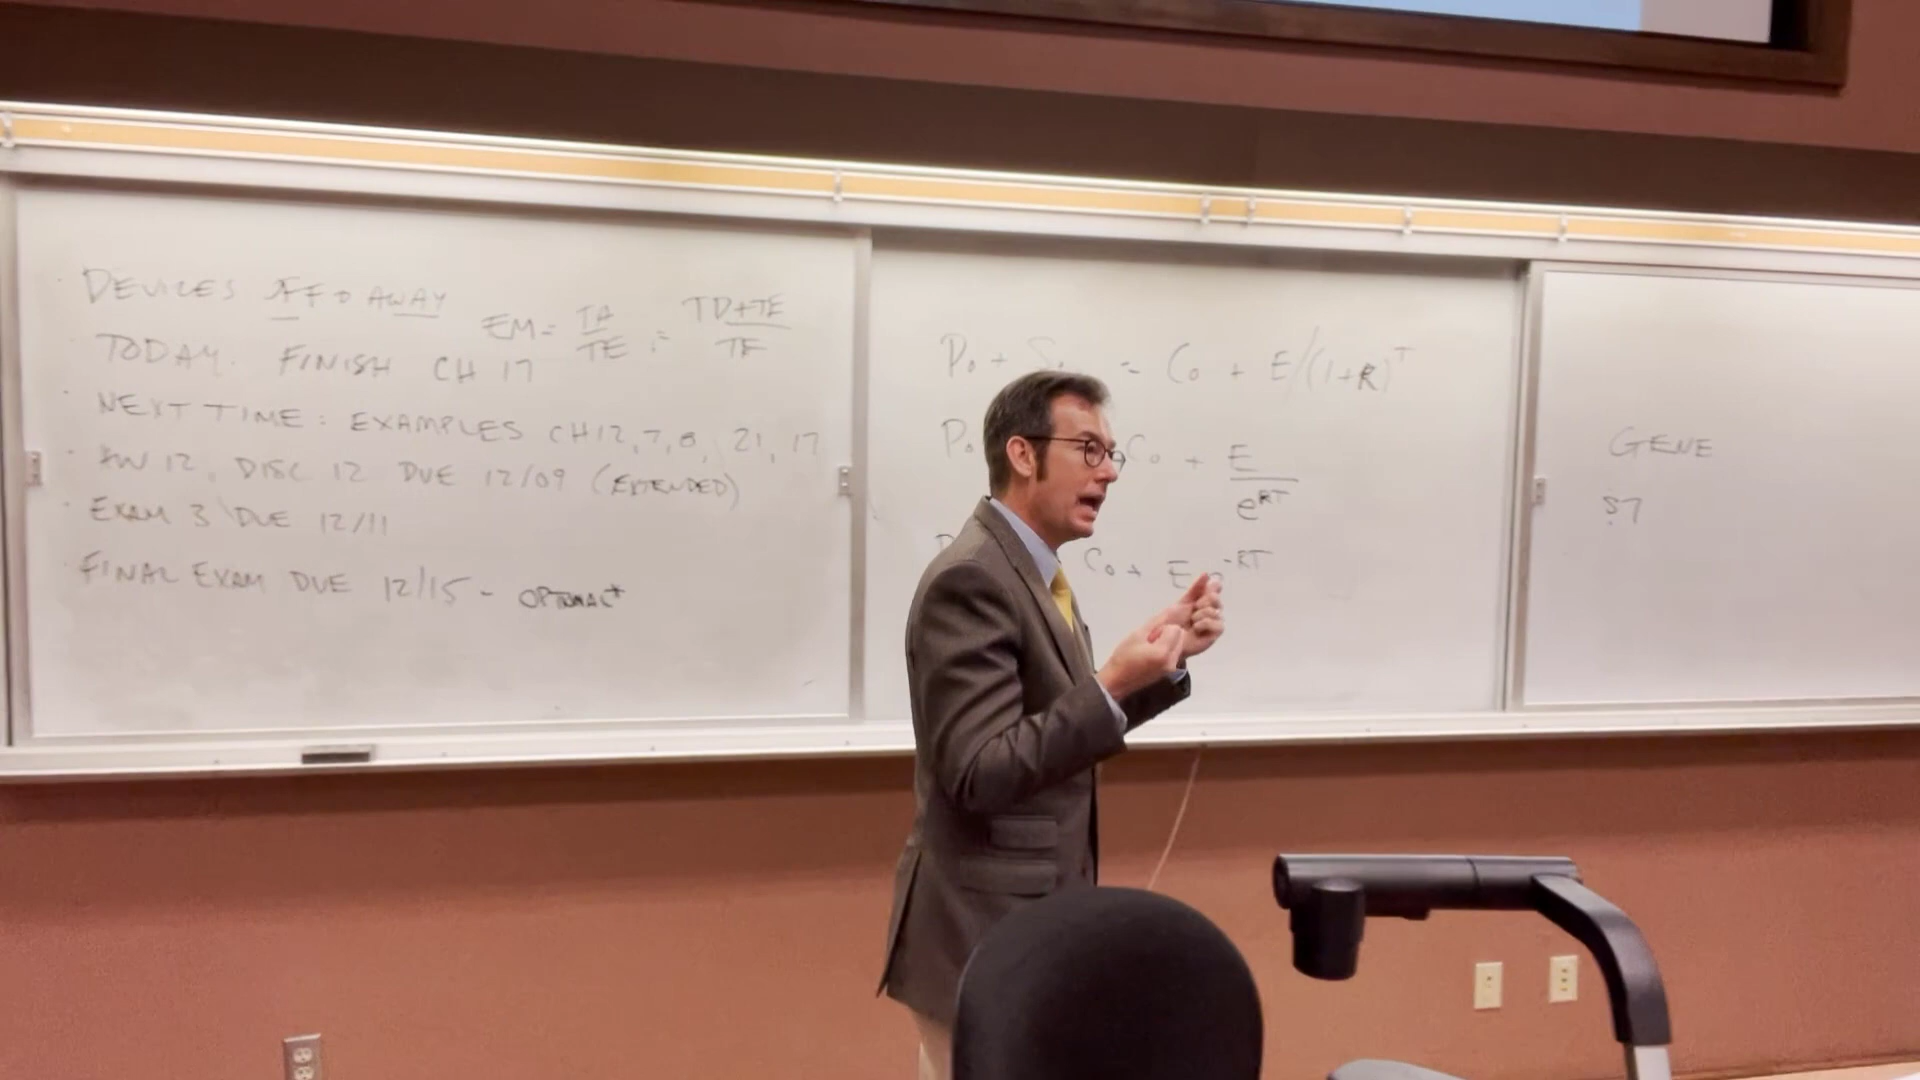 DEVICES OFF & AWAY
EM = TA/TE = TD+TE/TE
TODAY. FINISH CH 17
NEXT TIME: EXAMPLES CH 12, 7, 8, 21, 17
HW 12, DISC 12 DUE 12/09 (EXTENDED)
EXAM 3 DUE 12/11
FINAL EXAM DUE 12/15 - OPTIONAL*
P₀ + S₀ = C₀ + E/(1+R)^T
P₀ C₀ + E/e^RT
C₀ + E e^-RT
GENE
S7